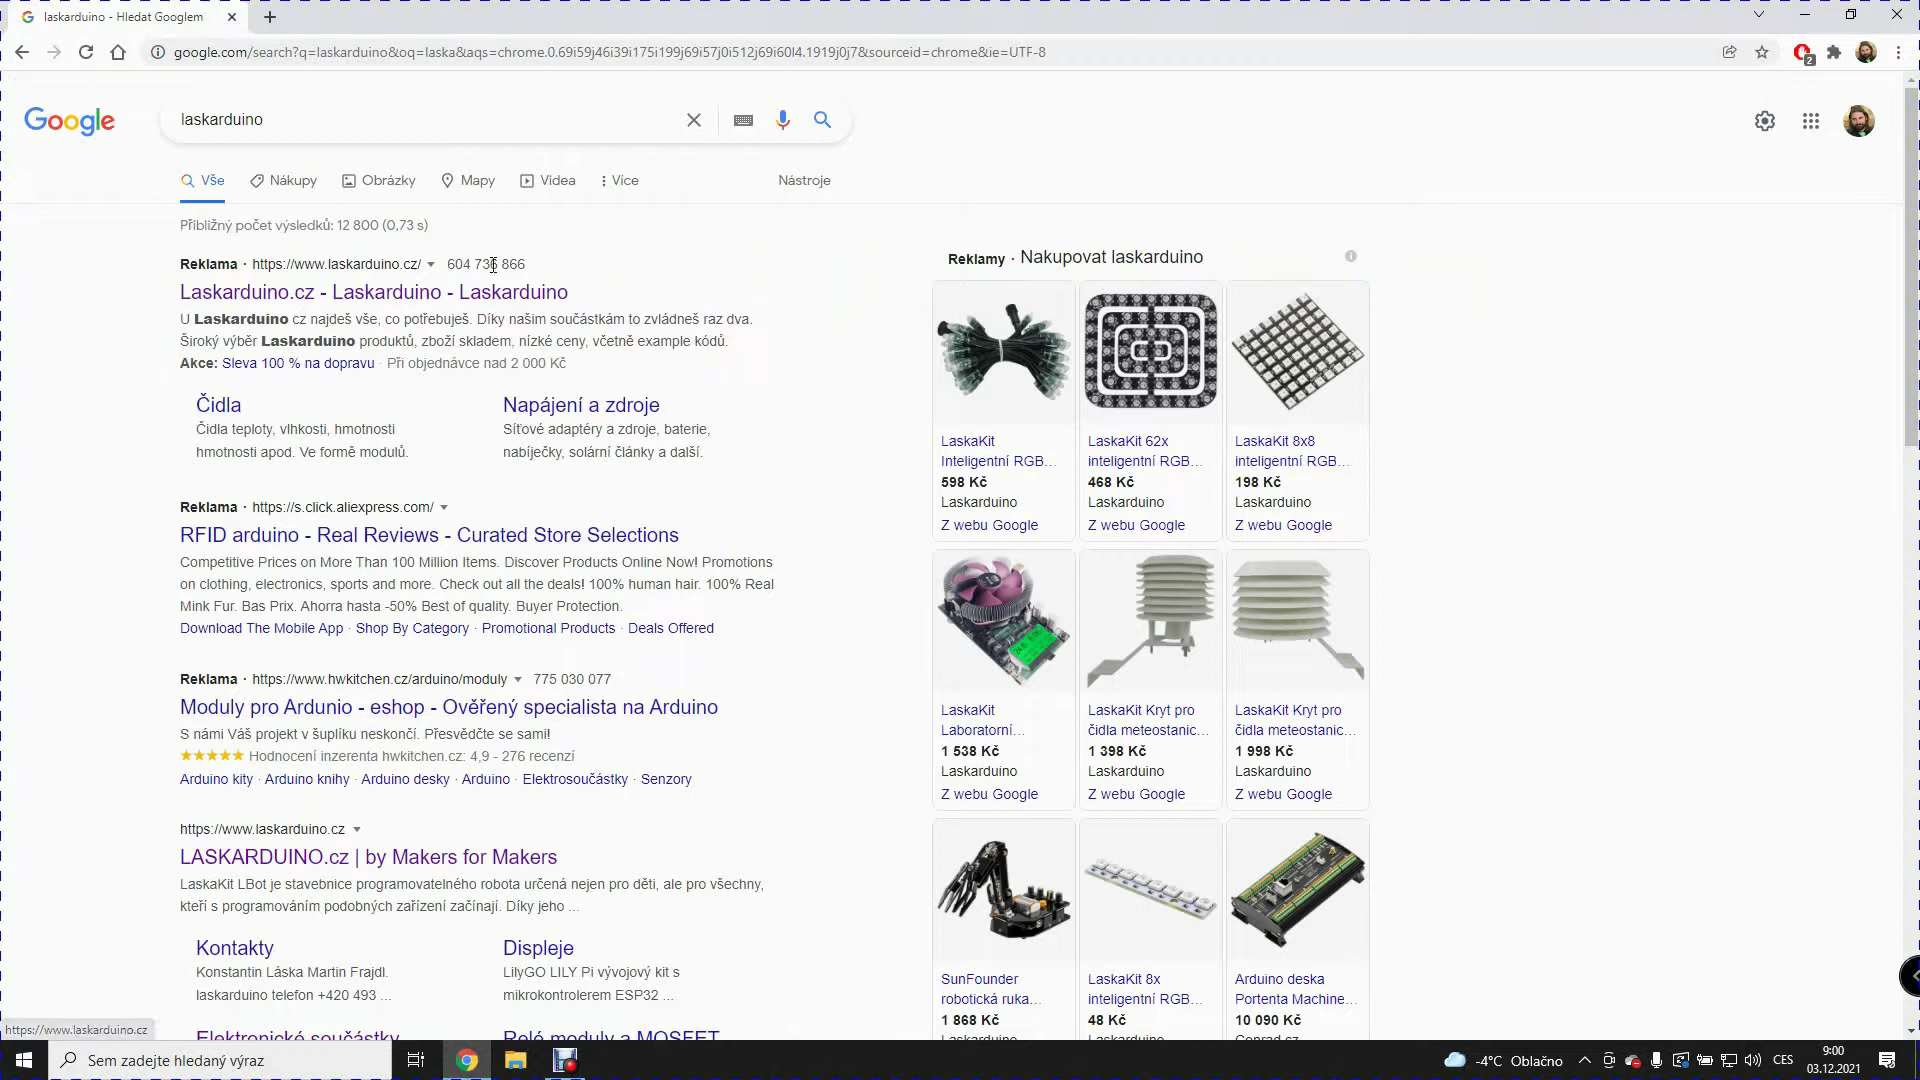 laskarduino - Hledat Googlem
google.com/search?q=laskarduino&oq=laska&aqs=chrome.0.69i59j46i39i175i199j69i57j0i512j69i60l4.1919j0j7&sourceid=chrome&ie=UTF-8
2
Google
laskarduino
Vše
Nákupy
Obrázky
Mapy
Videa
Více
Nástroje
Přibližný počet výsledků: 12 800 (0,73 s)
Reklama · https://www.laskarduino.cz/ 604 736 866
Laskarduino.cz - Laskarduino - Laskarduino
U Laskarduino cz najdeš vše, co potřebuješ. Díky našim součástkám to zvládneš raz dva.
Široký výběr Laskarduino produktů, zboží skladem, nízké ceny, včetně example kódů.
Akce: Sleva 100 % na dopravu · Při objednávce nad 2 000 Kč
Čidla
Čidla teploty, vlhkosti, hmotnosti
hmotnosti apod. Ve formě modulů.
Napájení a zdroje
Síťové adaptéry a zdroje, baterie,
nabíječky, solární články a další.
Reklama · https://s.click.aliexpress.com/
RFID arduino - Real Reviews - Curated Store Selections
Competitive Prices on More Than 100 Million Items. Discover Products Online Now! Promotions
on clothing, electronics, sports and more. Check out all the deals! 100% human hair. 100% Real
Mink Fur. Bas Prix. Ahorra hasta -50% Best of quality. Buyer Protection.
Download The Mobile App · Shop By Category · Promotional Products · Deals Offered
Reklama · https://www.hwkitchen.cz/arduino/moduly 775 030 077
Moduly pro Ardunio - eshop - Ověřený specialista na Arduino
S námi Váš projekt v šuplíku neskončí. Přesvědčte se sami!
Hodnocení inzerenta hwkitchen.cz: 4,9 - 276 recenzí
Arduino kity · Arduino knihy · Arduino desky · Arduino · Elektrosoučástky · Senzory
https://www.laskarduino.cz
LASKARDUINO.cz | by Makers for Makers
LaskaKit LBot je stavebnice programovatelného robota určená nejen pro děti, ale pro všechny,
kteří s programováním podobných zařízení začínají. Díky jeho ...
Kontakty
Konstantin Láska Martin Frajdl.
laskarduino telefon +420 493 ...
Displeje
LilyGO LILY Pi vývojový kit s
mikrokontrolerem ESP32 ...
Elektronické součástky
Relé moduly a MOSFET
Reklamy · Nakupovat laskarduino
LaskaKit
Inteligentní RGB...
598 Kč
Laskarduino
Z webu Google
LaskaKit 62x
inteligentní RGB...
468 Kč
Laskarduino
Z webu Google
LaskaKit 8x8
inteligentní RGB...
198 Kč
Laskarduino
Z webu Google
LaskaKit
Laboratorní...
1 538 Kč
Laskarduino
Z webu Google
LaskaKit Kryt pro
čidla meteostanic...
1 398 Kč
Laskarduino
Z webu Google
LaskaKit Kryt pro
čidla meteostanic...
1 998 Kč
Laskarduino
Z webu Google
SunFounder
robotická ruka...
1 868 Kč
Laskarduino
LaskaKit 8x
inteligentní RGB...
48 Kč
Laskarduino
Arduino deska
Portenta Machine...
10 090 Kč
Conrad.cz
https://www.laskarduino.cz
Sem zadejte hledaný výraz
-4°C Oblačno
CES
9:00
03.12.2021